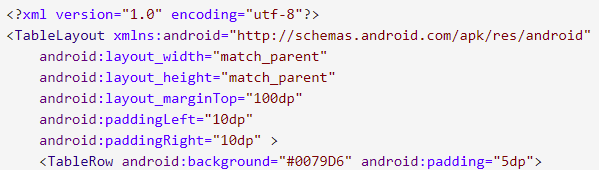 <?xml version="1.0" encoding="utf-8"?>
<TableLayout xmlns:android="http://schemas.android.com/apk/res/android"
    android:layout_width="match_parent"
    android:layout_height="match_parent"
    android:layout_marginTop="100dp"
    android:paddingLeft="10dp"
    android:paddingRight="10dp" >
    <TableRow android:background="#0079D6" android:padding="5dp">